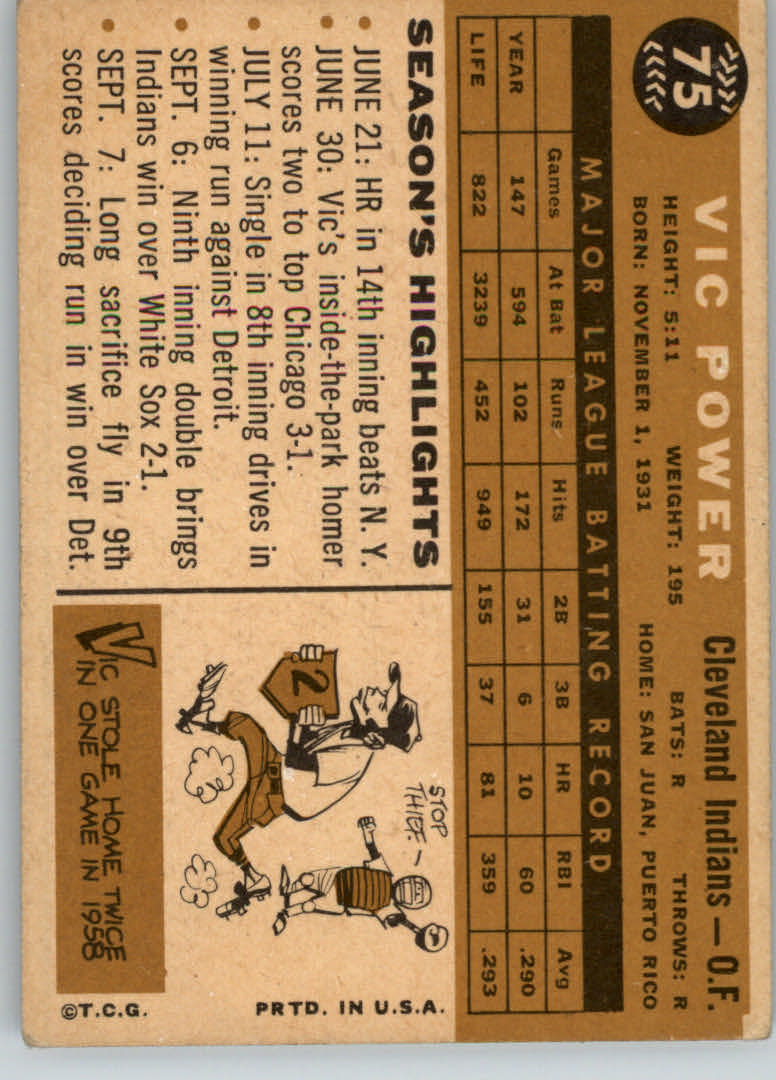 75
VIC POWER Cleveland Indians — O.F.
HEIGHT: 5:11 WEIGHT: 195 BATS: R THROWS: R
BORN: NOVEMBER 1, 1931 HOME: SAN JUAN, PUERTO RICO
MAJOR LEAGUE BATTING RECORD
Games At Bat Runs Hits 2B 3B HR RBI Avg
YEAR 147 594 102 172 31 6 10 60 .290
LIFE 822 3239 452 949 155 37 81 359 .293
SEASON'S HIGHLIGHTS
• JUNE 21: HR in 14th inning beats N. Y.
• JUNE 30: Vic's inside-the-park homer
scores two to top Chicago 3-1.
• JULY 11: Single in 8th inning drives in
winning run against Detroit.
• SEPT. 6: Ninth inning double brings
Indians win over White Sox 2-1.
• SEPT. 7: Long sacrifice fly in 9th
scores deciding run in win over Det.
STOP
THIEF.—
2
VIC STOLE HOME TWICE
IN ONE GAME IN 1958
©T.C.G. PRTD. IN U.S.A.